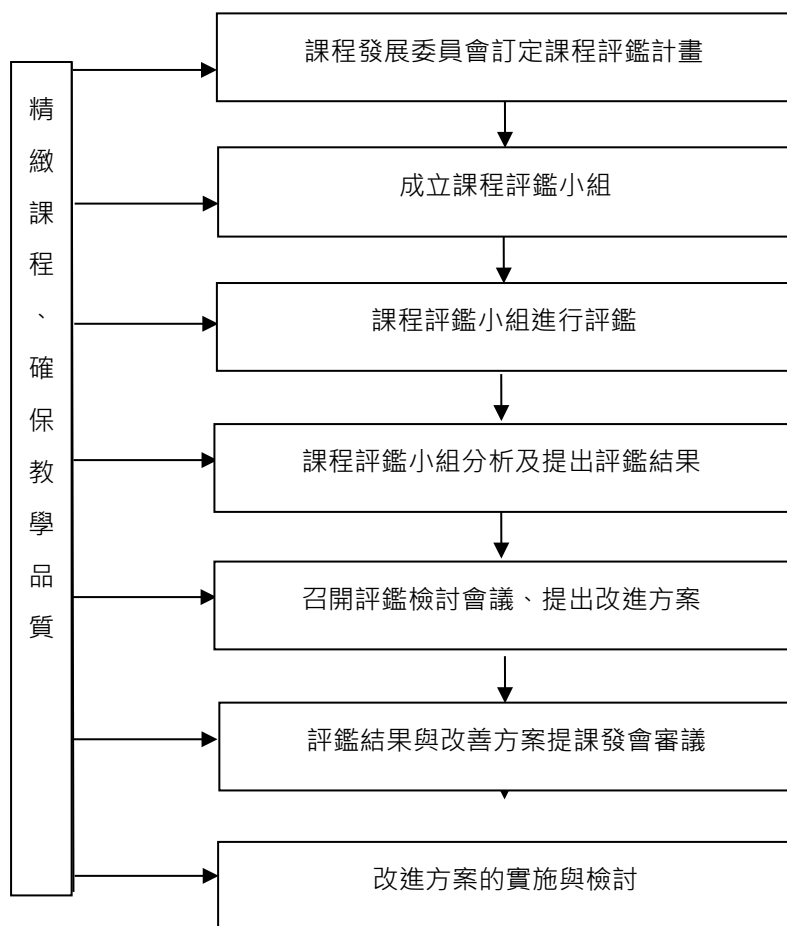 精緻課程、確保教學品質
課程發展委員會訂定課程評鑑計畫
成立課程評鑑小組
課程評鑑小組進行評鑑
課程評鑑小組分析及提出評鑑結果
召開評鑑檢討會議、提出改進方案
評鑑結果與改善方案提課發會審議
改進方案的實施與檢討